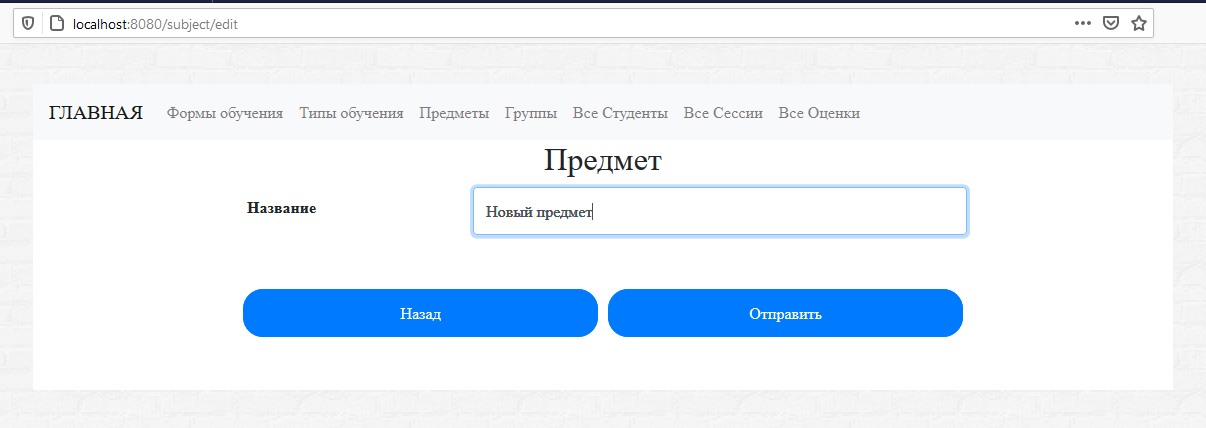 localhost:8080/subject/edit
ГЛАВНАЯ Формы обучения Типы обучения Предметы Группы Все Студенты Все Сессии Все Оценки
Предмет
Название Новый предмет
Назад Отправить